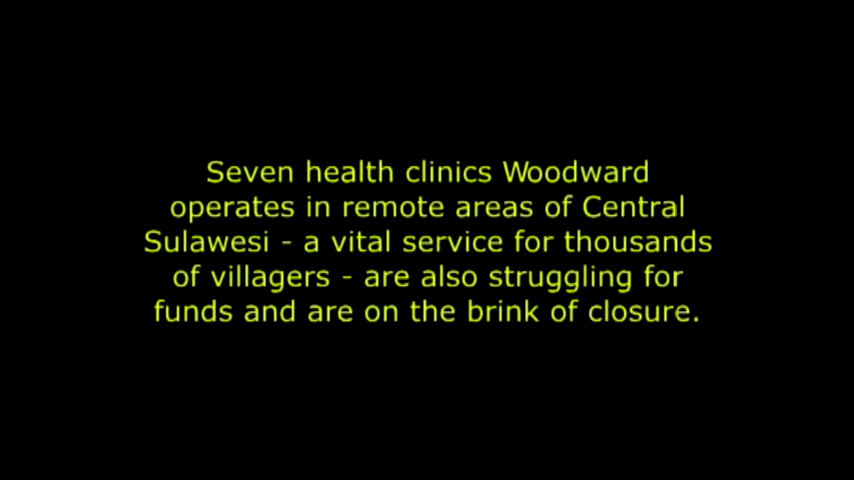 Seven health clinics Woodward
operates in remote areas of Central
Sulawesi - a vital service for thousands
of villagers - are also struggling for
funds and are on the brink of closure.